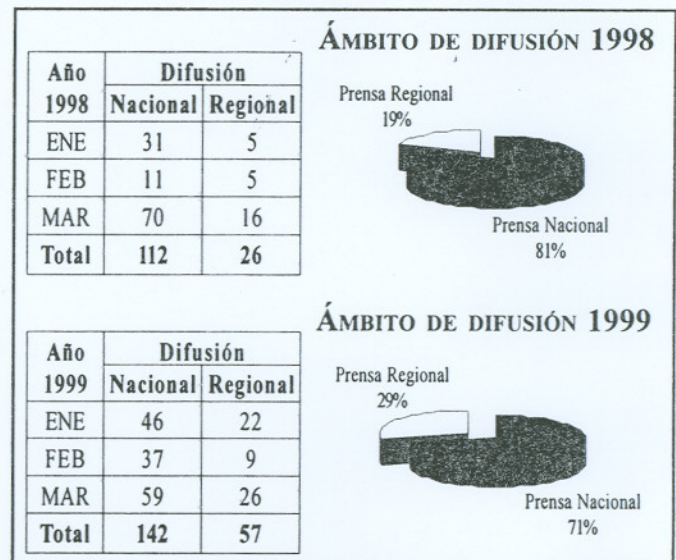 ÁMBITO DE DIFUSIÓN 1998
Año 1998 Difusión
Nacional Regional
ENE 31 5
FEB 11 5
MAR 70 16
Total 112 26
Prensa Regional
19%
Prensa Nacional
81%
ÁMBITO DE DIFUSIÓN 1999
Año 1999 Difusión
Nacional Regional
ENE 46 22
FEB 37 9
MAR 59 26
Total 142 57
Prensa Regional
29%
Prensa Nacional
71%